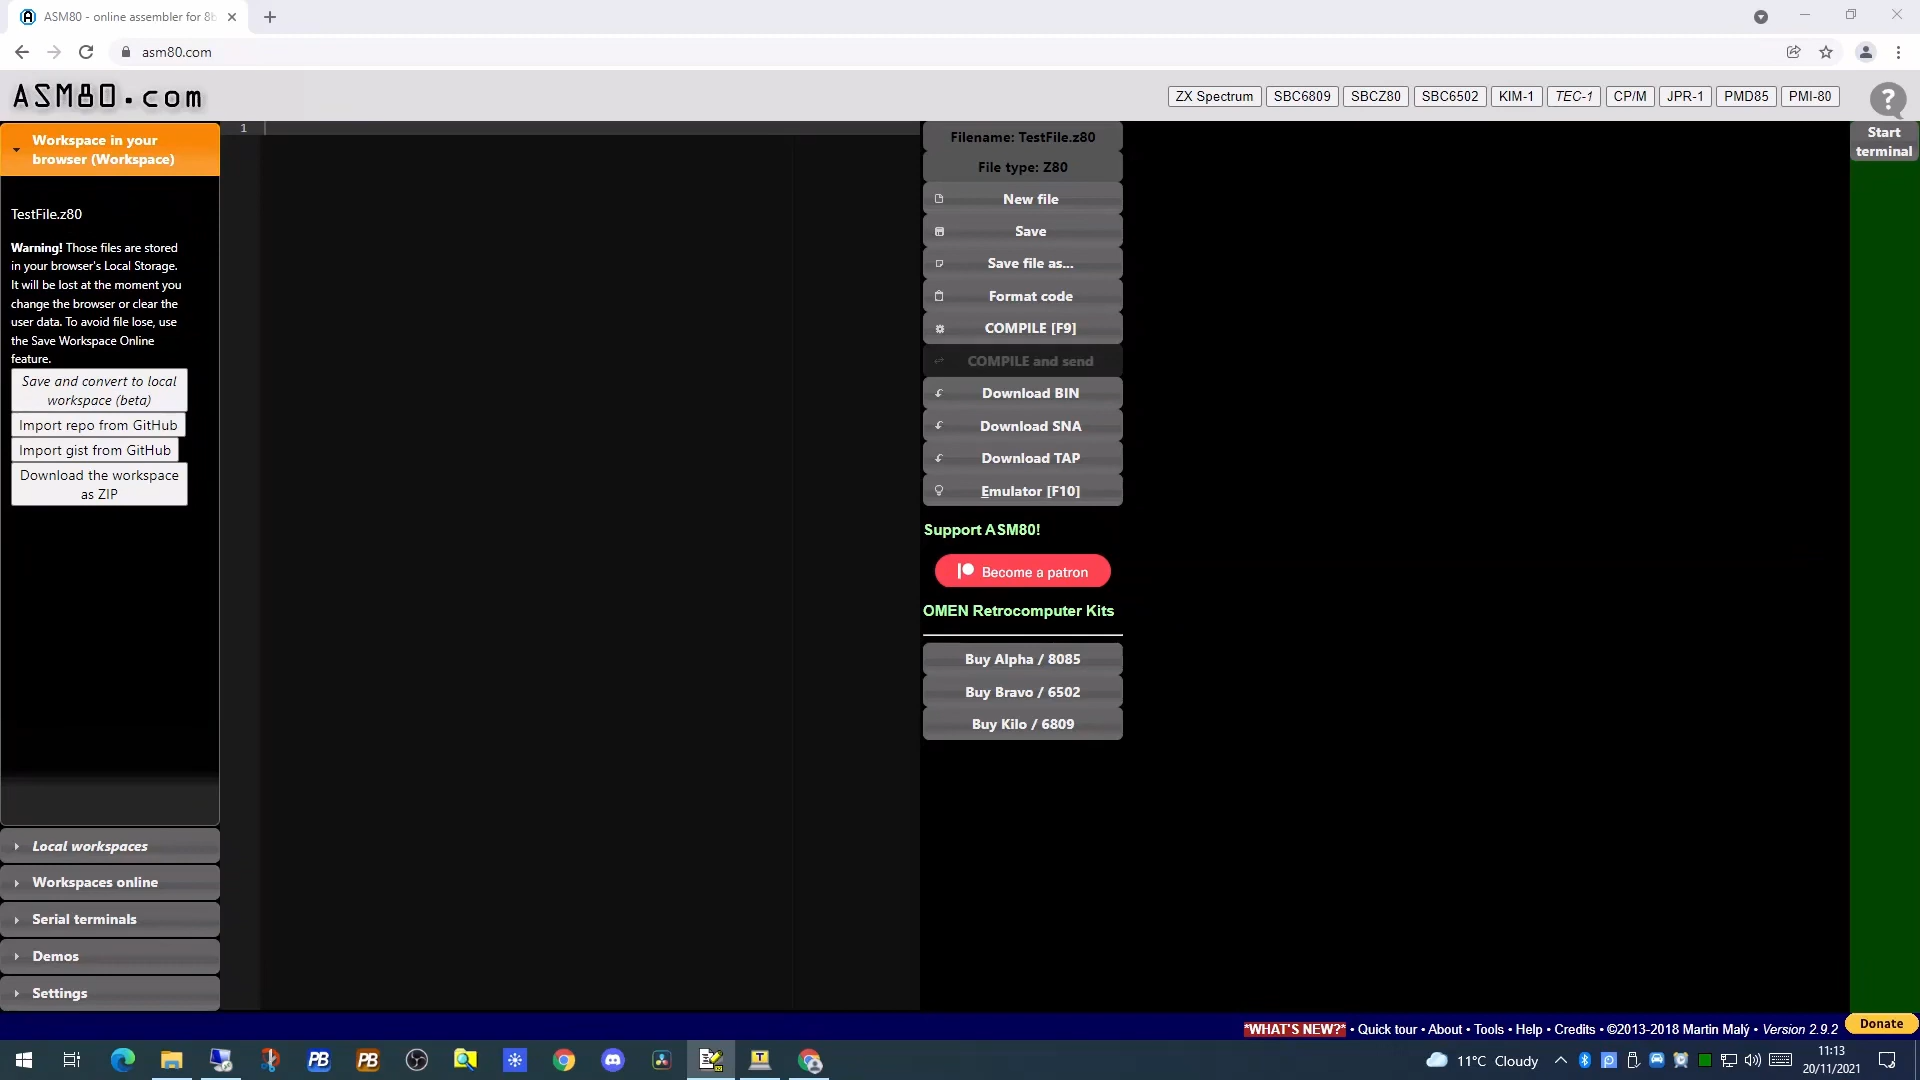 ASM80 - online assembler for 8b
asm80.com
ASM80.com
ZX Spectrum
SBC6809
SBCZ80
SBC6502
KIM-1
TEC-1
CP/M
JPR-1
PMD85
PMI-80
?
Workspace in your
browser (Workspace)
TestFile.z80
Warning! Those files are stored
in your browser's Local Storage.
It will be lost at the moment you
change the browser or clear the
user data. To avoid file lose, use
the Save Workspace Online
feature.
Save and convert to local
workspace (beta)
Import repo from GitHub
Import gist from GitHub
Download the workspace
as ZIP
Local workspaces
Workspaces online
Serial terminals
Demos
Settings
1
Filename: TestFile.z80
File type: Z80
New file
Save
Save file as...
Format code
COMPILE [F9]
COMPILE and send
Download BIN
Download SNA
Download TAP
Emulator [F10]
Support ASM80!
Become a patron
OMEN Retrocomputer Kits
Buy Alpha / 8085
Buy Bravo / 6502
Buy Kilo / 6809
Start
terminal
*WHAT'S NEW?* • Quick tour • About • Tools • Help • Credits • ©2013-2018 Martin Malý • Version 2.9.2
Donate
PB
PB
T
11°C Cloudy
11:13
20/11/2021